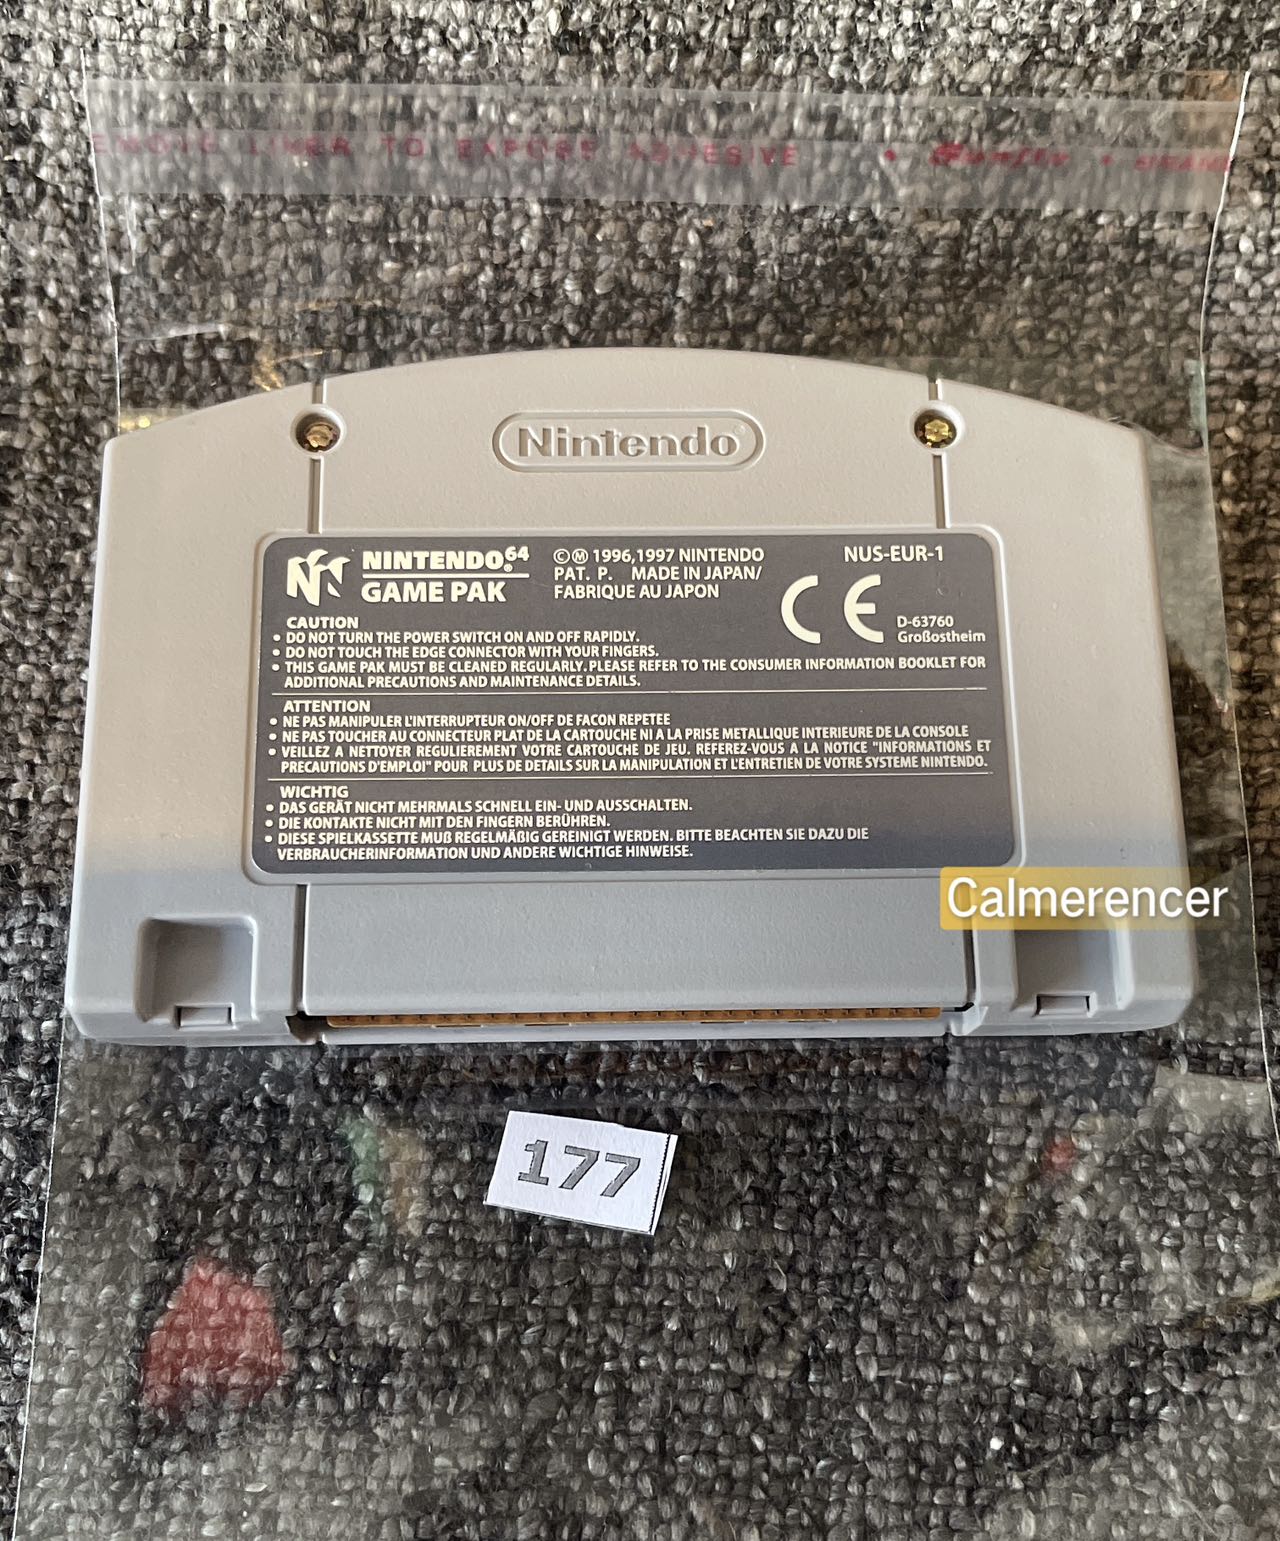 LINER TO EXPOSE ADHESIVE
Nintendo®
NINTENDO®64
GAME PAK
©Ⓜ 1996,1997 NINTENDO
PAT. P. MADE IN JAPAN/
FABRIQUE AU JAPON
NUS-EUR-1
CE
D-63760
Großostheim
CAUTION
• DO NOT TURN THE POWER SWITCH ON AND OFF RAPIDLY.
• DO NOT TOUCH THE EDGE CONNECTOR WITH YOUR FINGERS.
• THIS GAME PAK MUST BE CLEANED REGULARLY. PLEASE REFER TO THE CONSUMER INFORMATION BOOKLET FOR
ADDITIONAL PRECAUTIONS AND MAINTENANCE DETAILS.
ATTENTION
• NE PAS MANIPULER L'INTERRUPTEUR ON/OFF DE FACON REPETEE
• NE PAS TOUCHER AU CONNECTEUR PLAT DE LA CARTOUCHE NI A LA PRISE METALLIQUE INTERIEURE DE LA CONSOLE
• VEILLEZ A NETTOYER REGULIEREMENT VOTRE CARTOUCHE DE JEU. REFEREZ-VOUS A LA NOTICE "INFORMATIONS ET
PRECAUTIONS D'EMPLOI" POUR PLUS DE DETAILS SUR LA MANIPULATION ET L'ENTRETIEN DE VOTRE SYSTEME NINTENDO.
WICHTIG
• DAS GERÄT NICHT MEHRMALS SCHNELL EIN- UND AUSSCHALTEN.
• DIE KONTAKTE NICHT MIT DEN FINGERN BERÜHREN.
• DIESE SPIELKASSETTE MUß REGELMÄßIG GEREINIGT WERDEN. BITTE BEACHTEN SIE DAZU DIE
VERBRAUCHERINFORMATION UND ANDERE WICHTIGE HINWEISE.
Calmerencer
177